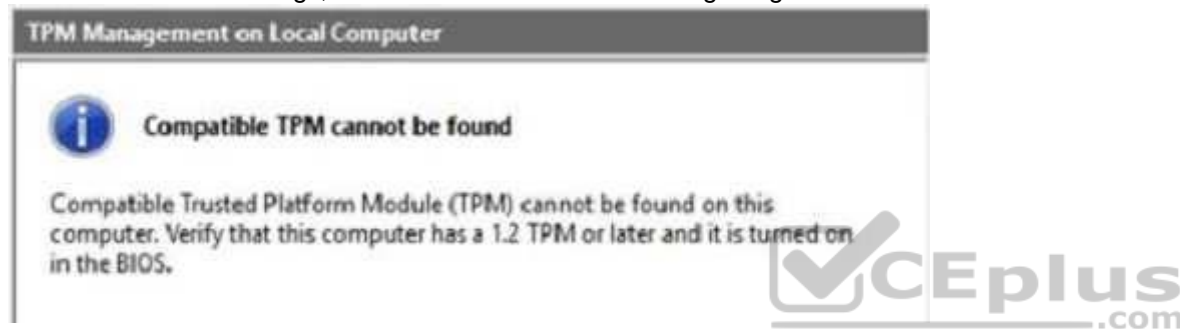 TPM Management on Local Computer
Compatible TPM cannot be found
Compatible Trusted Platform Module (TPM) cannot be found on this
computer. Verify that this computer has a 1.2 TPM or later and it is turned on
in the BIOS.
CEplus
.com